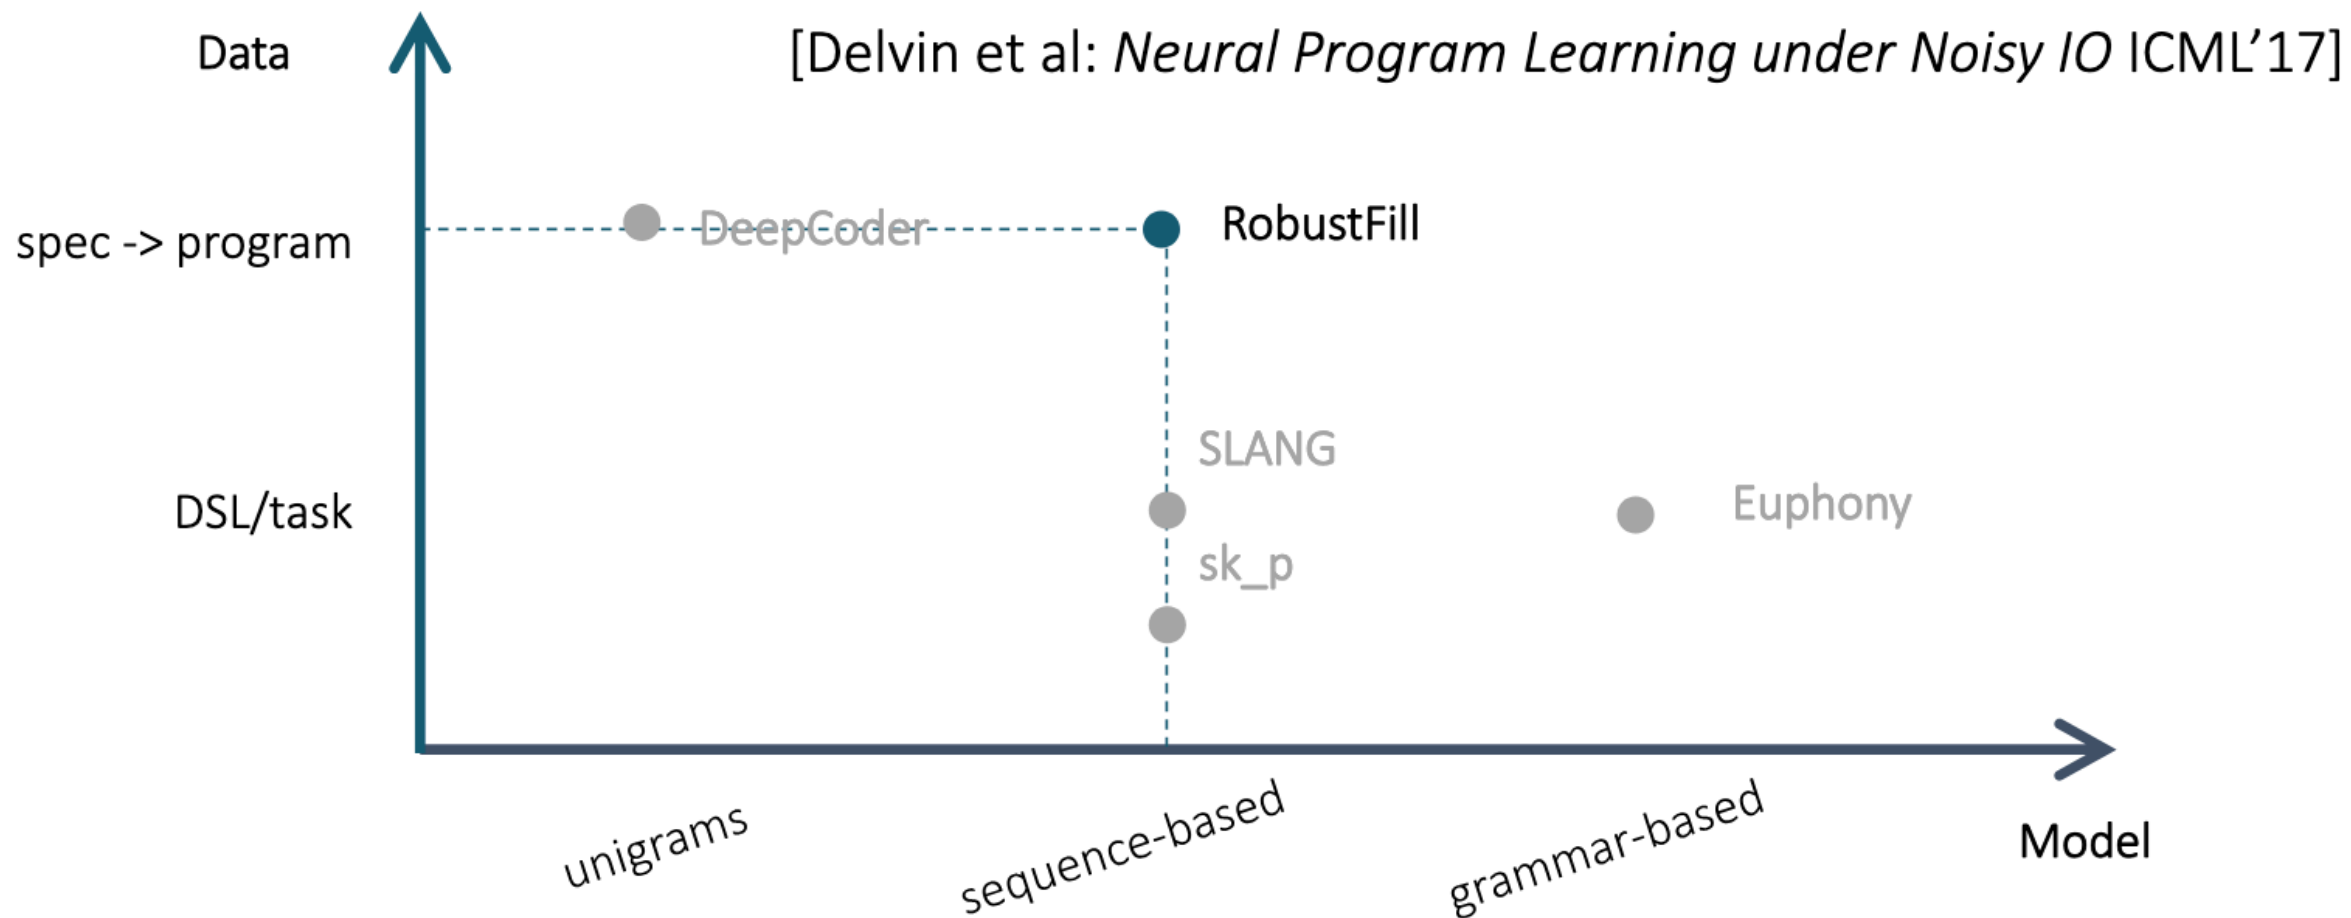 Data
[Delvin et al: Neural Program Learning under Noisy IO ICML’17]
spec -> program
DeepCoder
RobustFill
SLANG
DSL/task
Euphony
sk_p
unigrams
sequence-based
grammar-based
Model